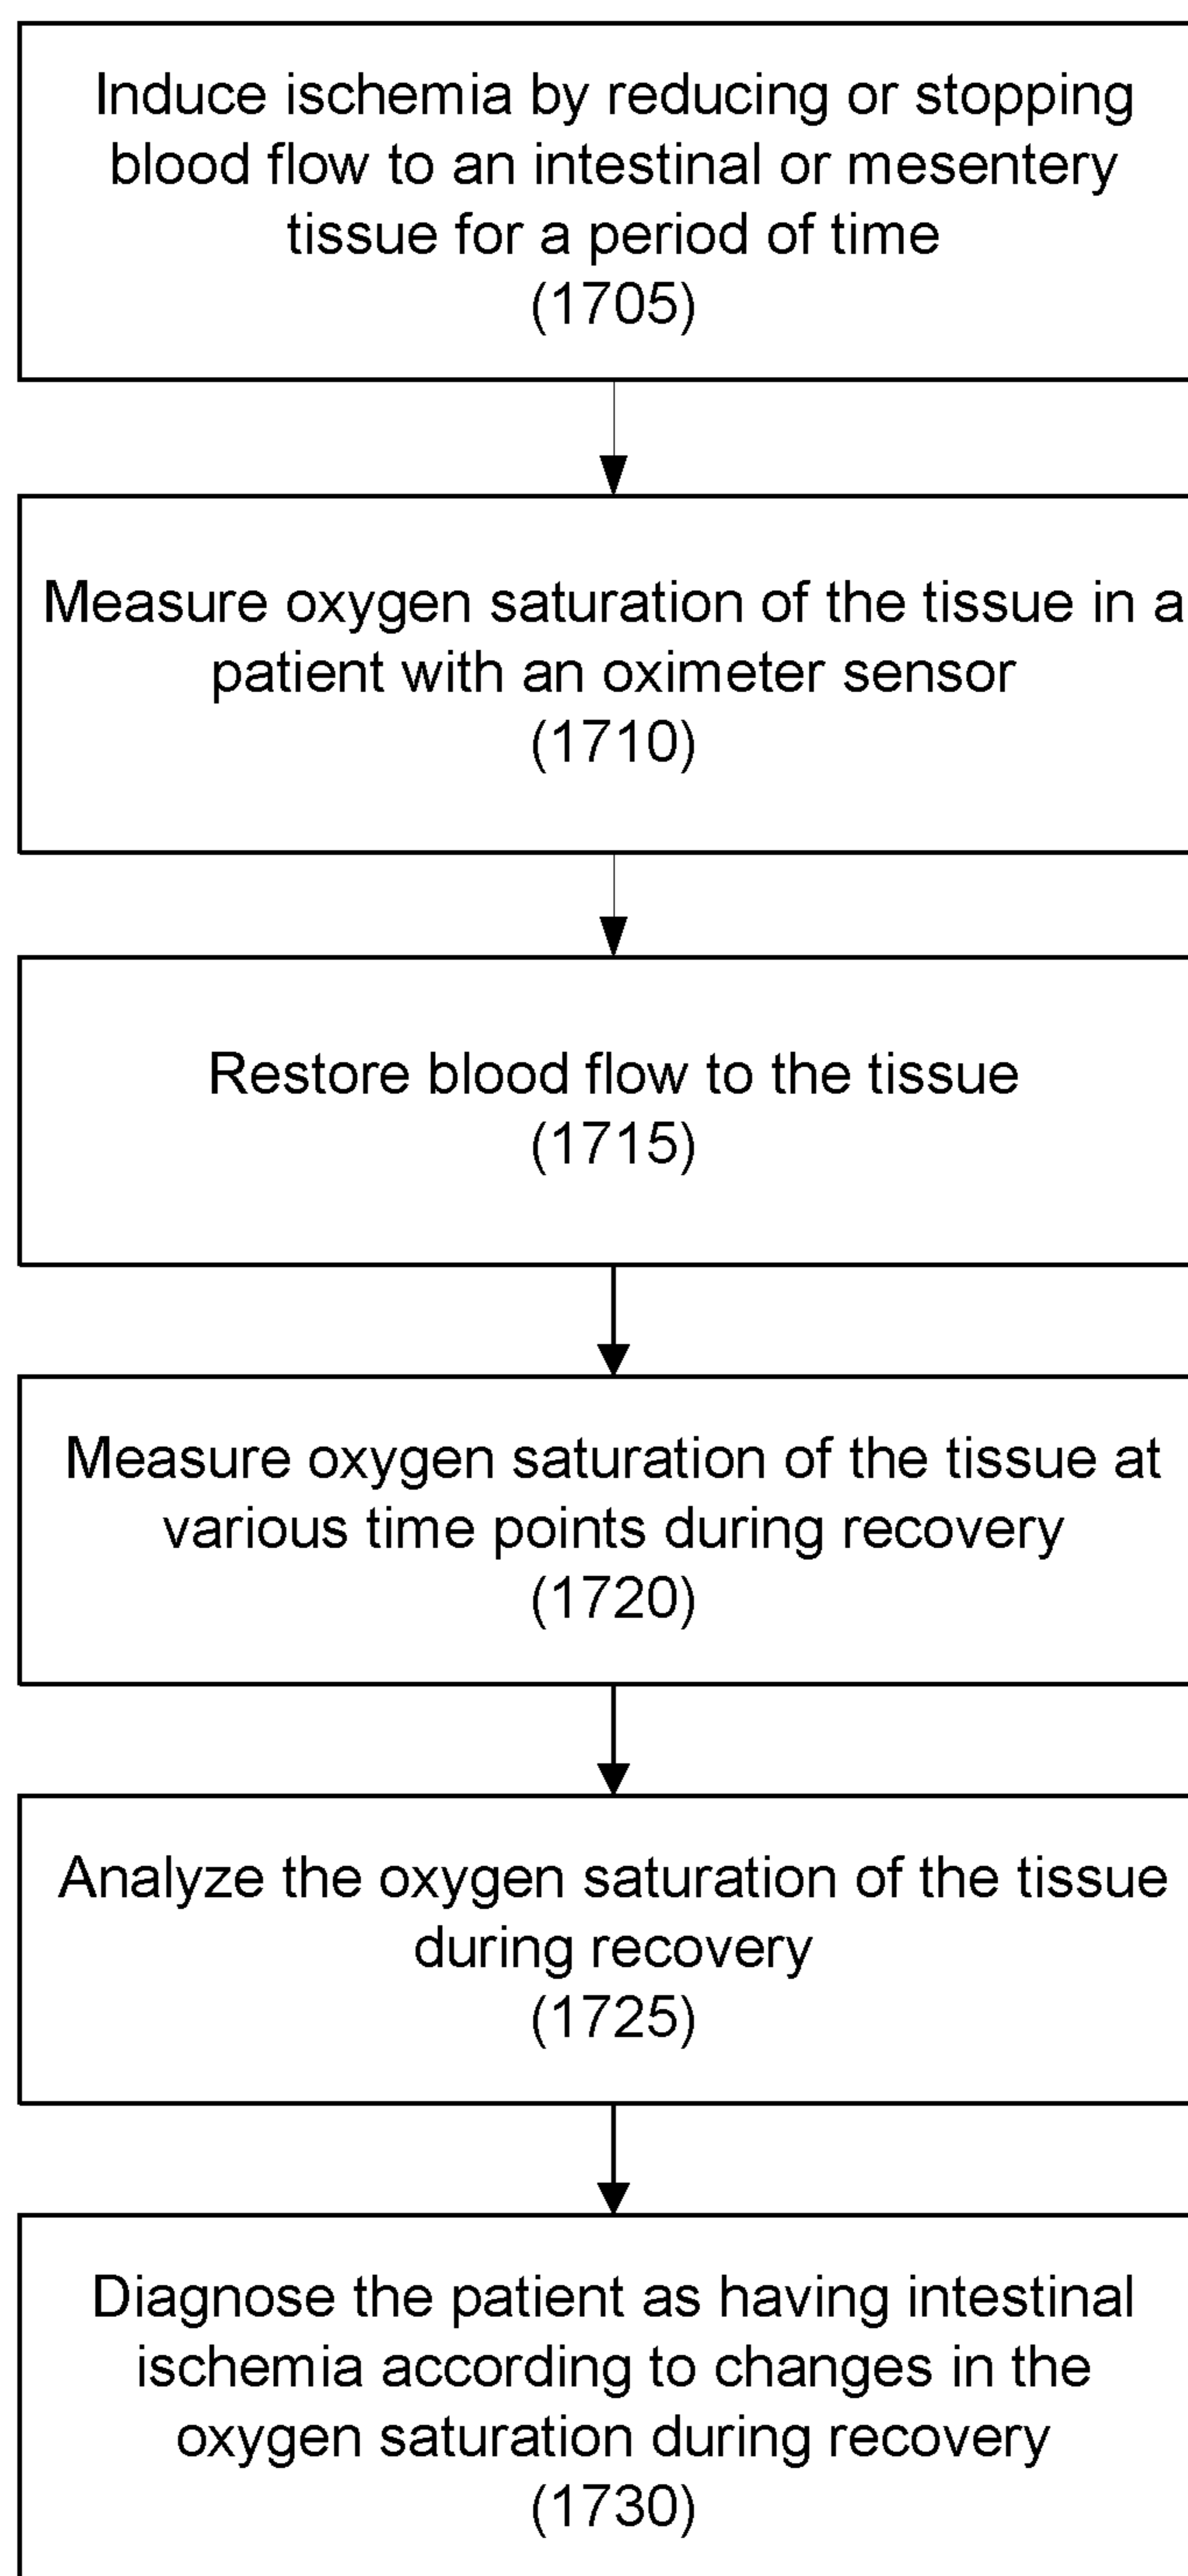 Induce ischemia by reducing or stopping
blood flow to an intestinal or mesentery
tissue for a period of time
(1705)
Measure oxygen saturation of the tissue in a
patient with an oximeter sensor
(1710)
Restore blood flow to the tissue
(1715)
Measure oxygen saturation of the tissue at
various time points during recovery
(1720)
Analyze the oxygen saturation of the tissue
during recovery
(1725)
Diagnose the patient as having intestinal
ischemia according to changes in the
oxygen saturation during recovery
(1730)